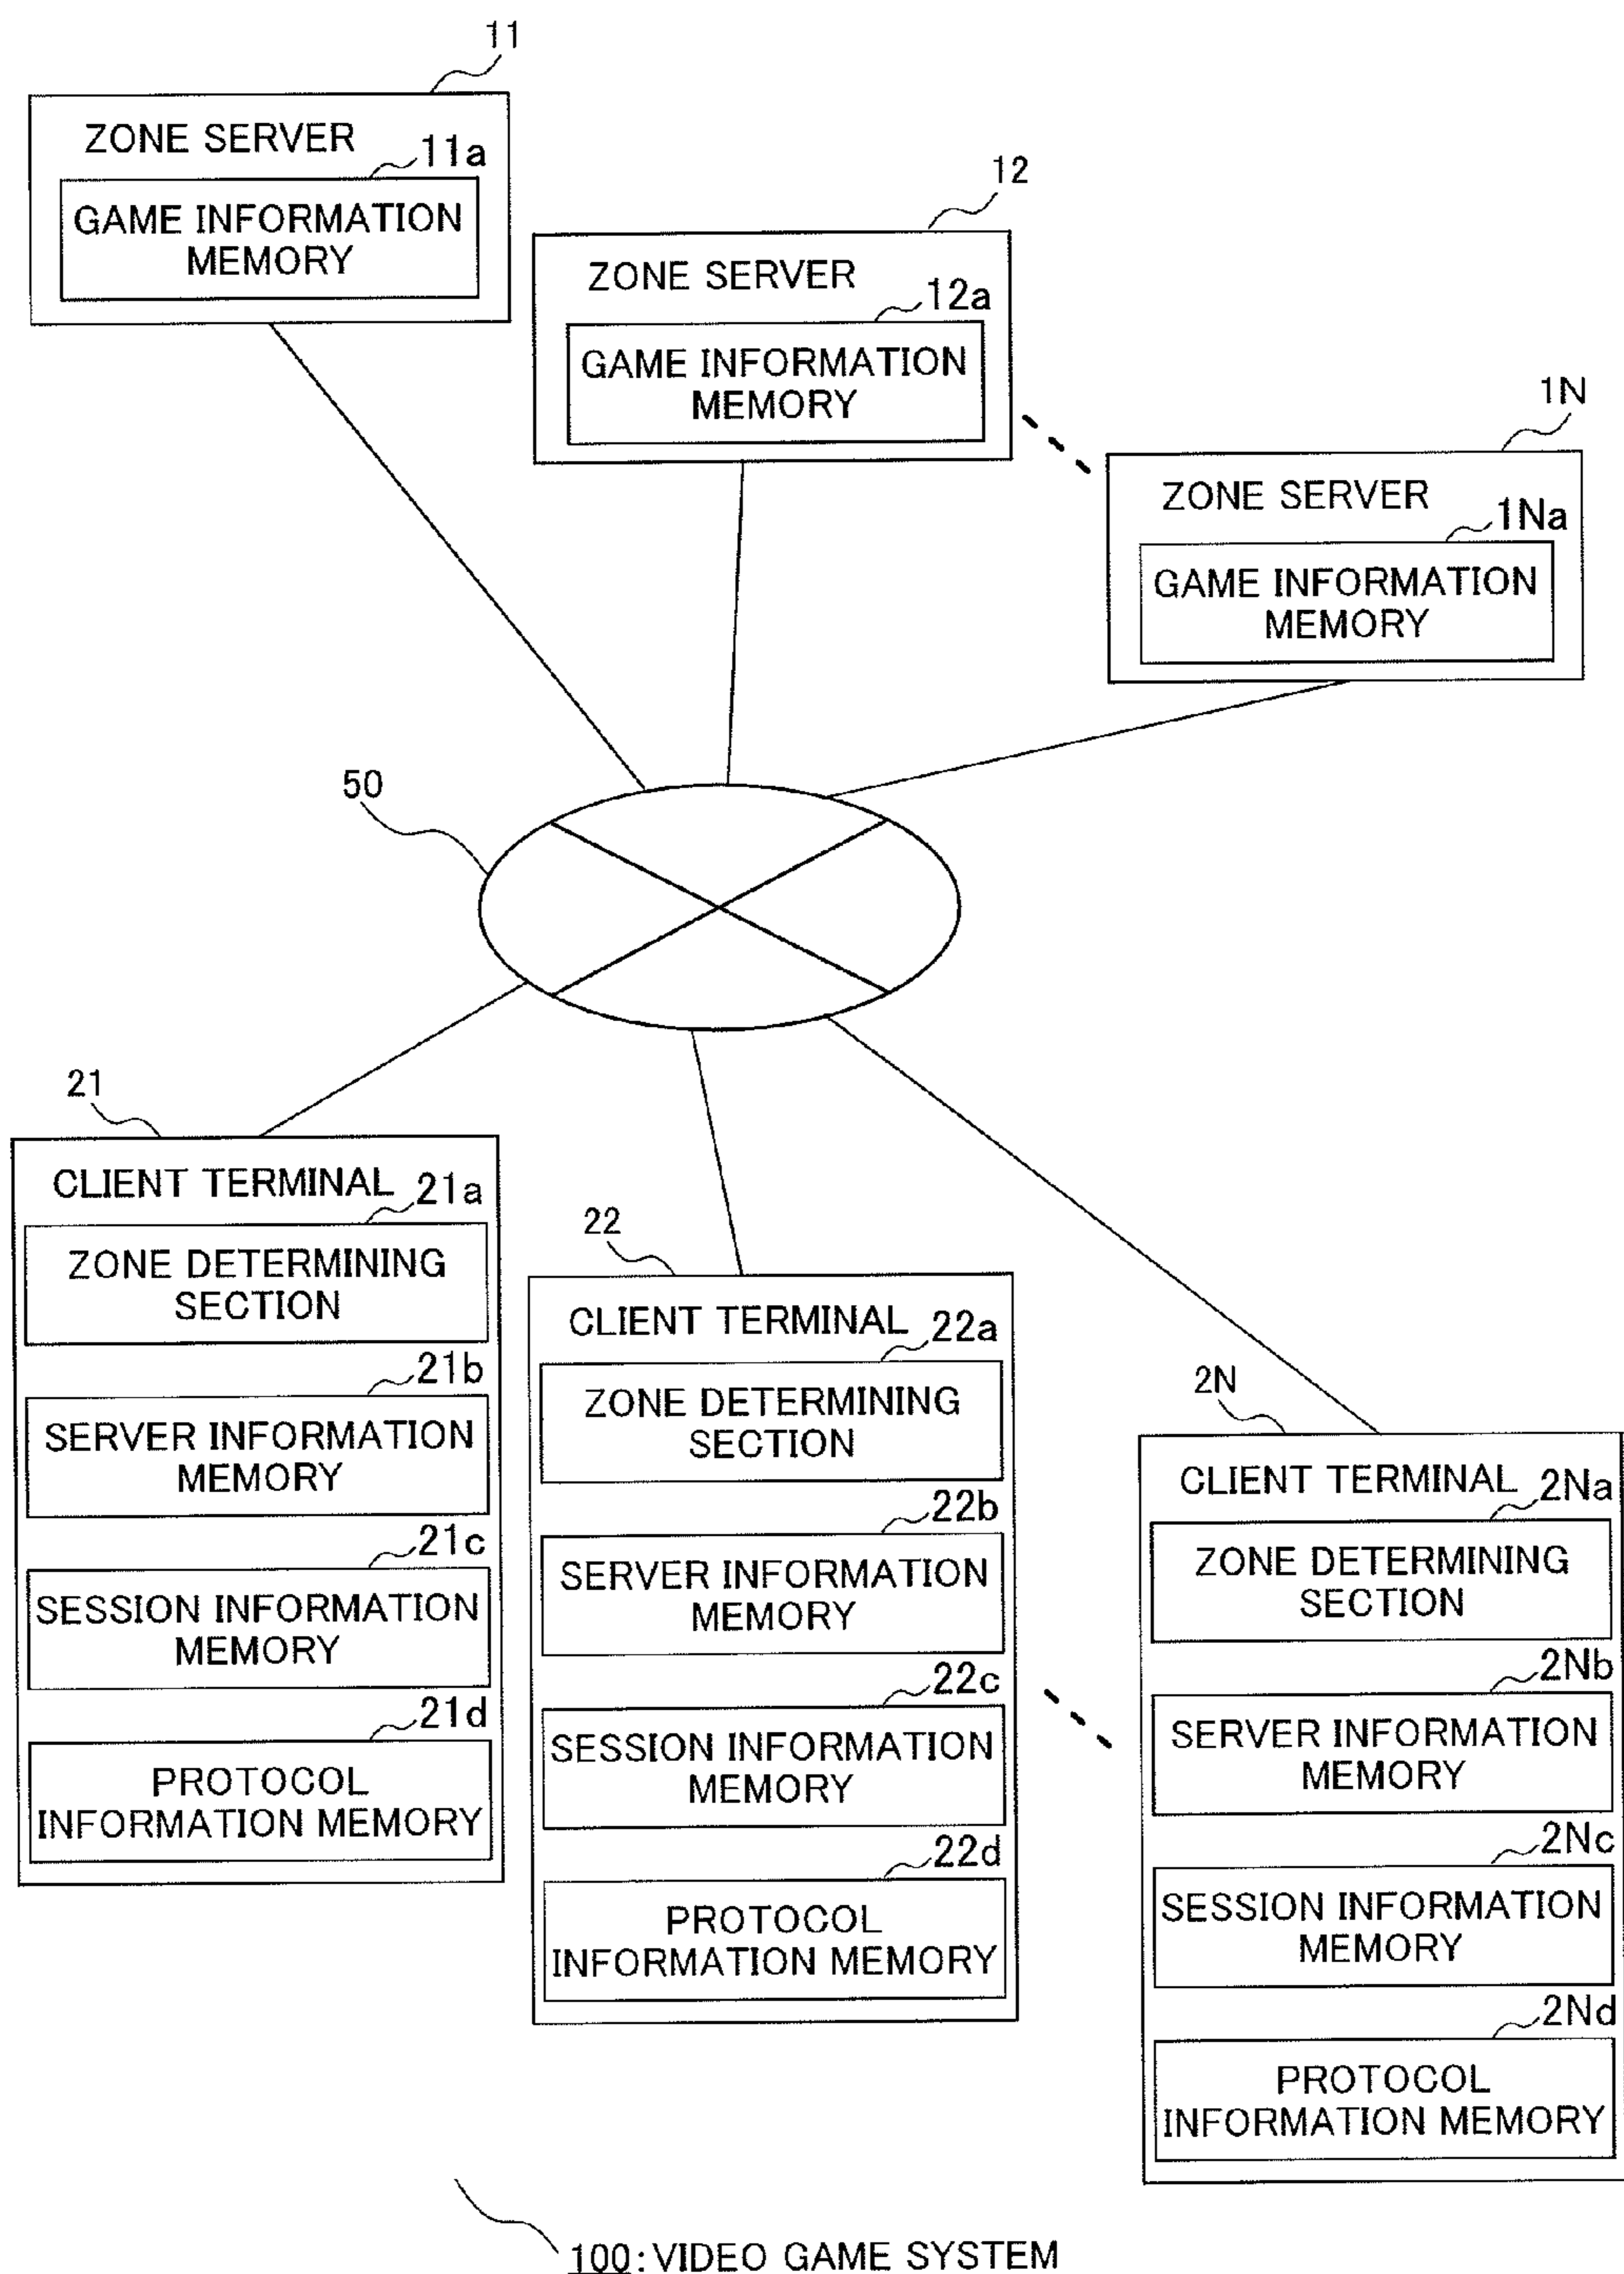 11
ZONE SERVER
11a
GAME INFORMATION
MEMORY
12
ZONE SERVER
12a
GAME INFORMATION
MEMORY
1N
ZONE SERVER
1Na
GAME INFORMATION
MEMORY
50
21
CLIENT TERMINAL
21a
ZONE DETERMINING
SECTION
21b
SERVER INFORMATION
MEMORY
21c
SESSION INFORMATION
MEMORY
21d
PROTOCOL
INFORMATION MEMORY
22
CLIENT TERMINAL
22a
ZONE DETERMINING
SECTION
22b
SERVER INFORMATION
MEMORY
22c
SESSION INFORMATION
MEMORY
22d
PROTOCOL
INFORMATION MEMORY
2N
CLIENT TERMINAL
2Na
ZONE DETERMINING
SECTION
2Nb
SERVER INFORMATION
MEMORY
2Nc
SESSION INFORMATION
MEMORY
2Nd
PROTOCOL
INFORMATION MEMORY
100:VIDEO GAME SYSTEM